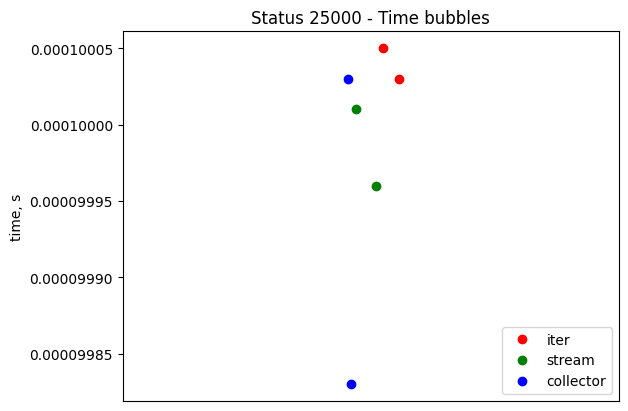 Status 25000 - Time bubbles
0.00010005
0.00010000
0.00009995
0.00009990
0.00009985
time, s
iter
stream
collector